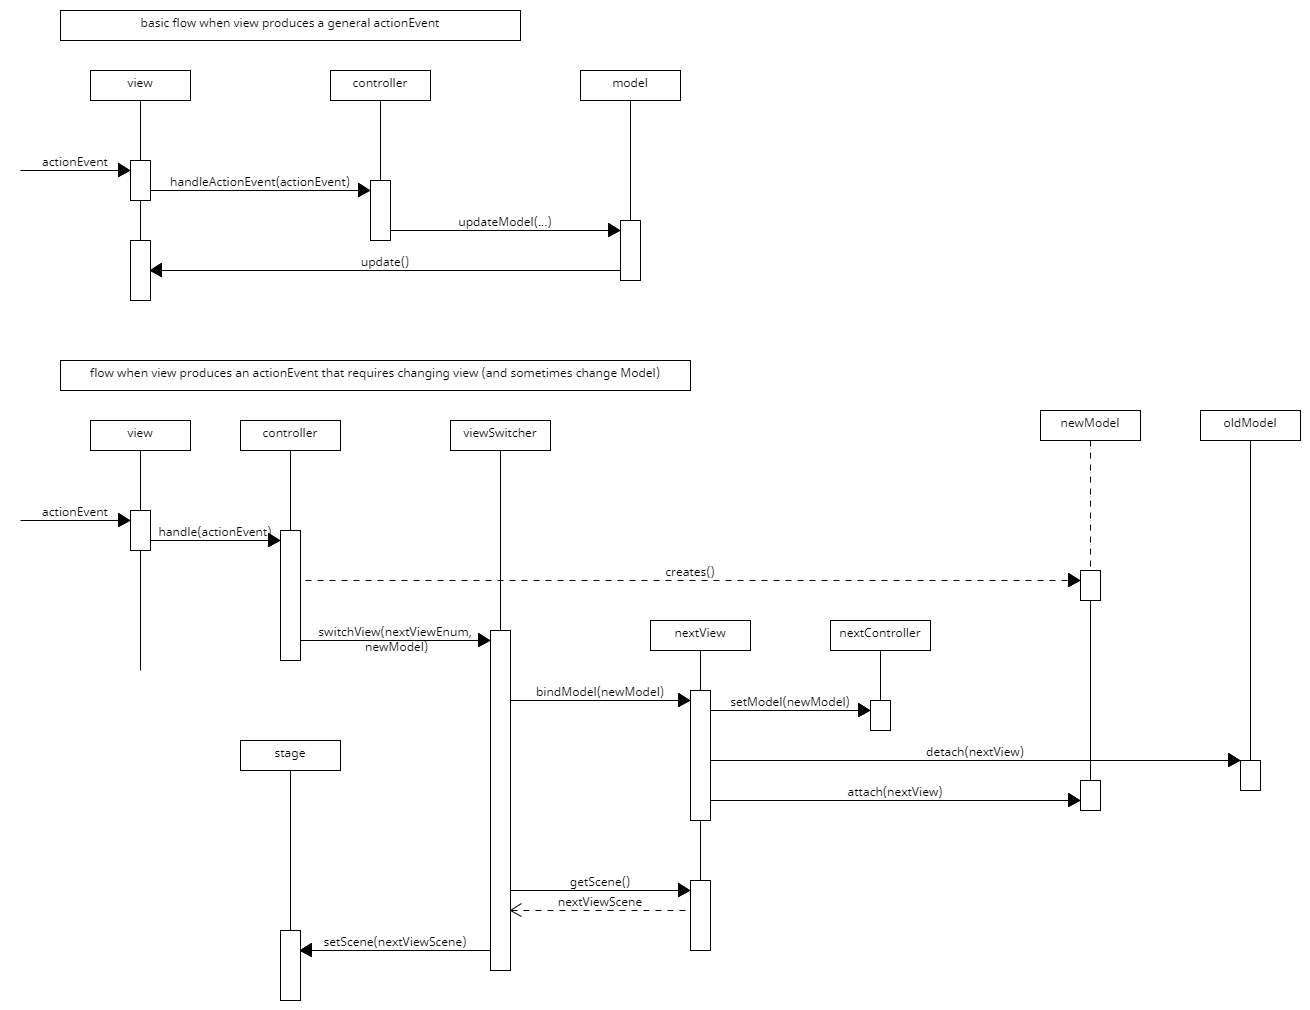 basic flow when view produces a general actionEvent
view
controller
model
actionEvent
handleActionEvent(actionEvent)
updateModel(...)
update()
flow when view produces an actionEvent that requires changing view (and sometimes change Model)
view
controller
viewSwitcher
newModel
oldModel
actionEvent
handle(actionEvent)
creates()
switchView(nextViewEnum,
newModel)
nextView
nextController
bindModel(newModel)
setModel(newModel)
stage
detach(nextView)
attach(nextView)
getScene()
nextViewScene
setScene(nextViewScene)